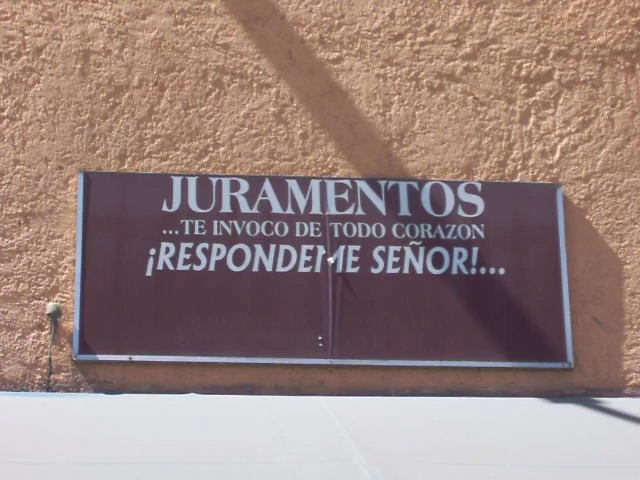 JURAMENTOS
...TE INVOCO DE TODO CORAZON
¡RESPONDEME SEÑOR!...